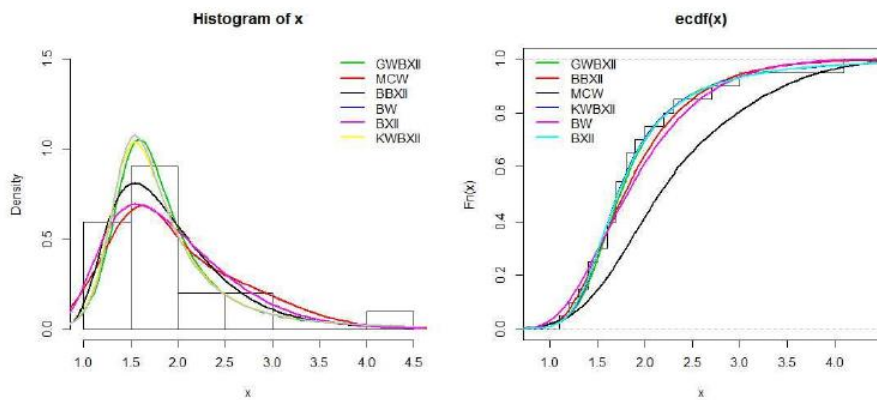 Histogram of x
Density
1.5
1.0
0.5
0.0
GWBXII
MCW
BBXII
BW
BXII
KWBXII
1.0 1.5 2.0 2.5 3.0 3.5 4.0 4.5
x
ecdf(x)
Fn(x)
1.0
0.8
0.6
0.4
0.2
0.0
GWBXII
BBXII
MCW
KWBXII
BW
BXII
1.0 1.5 2.0 2.5 3.0 3.5 4.0 4.5
x